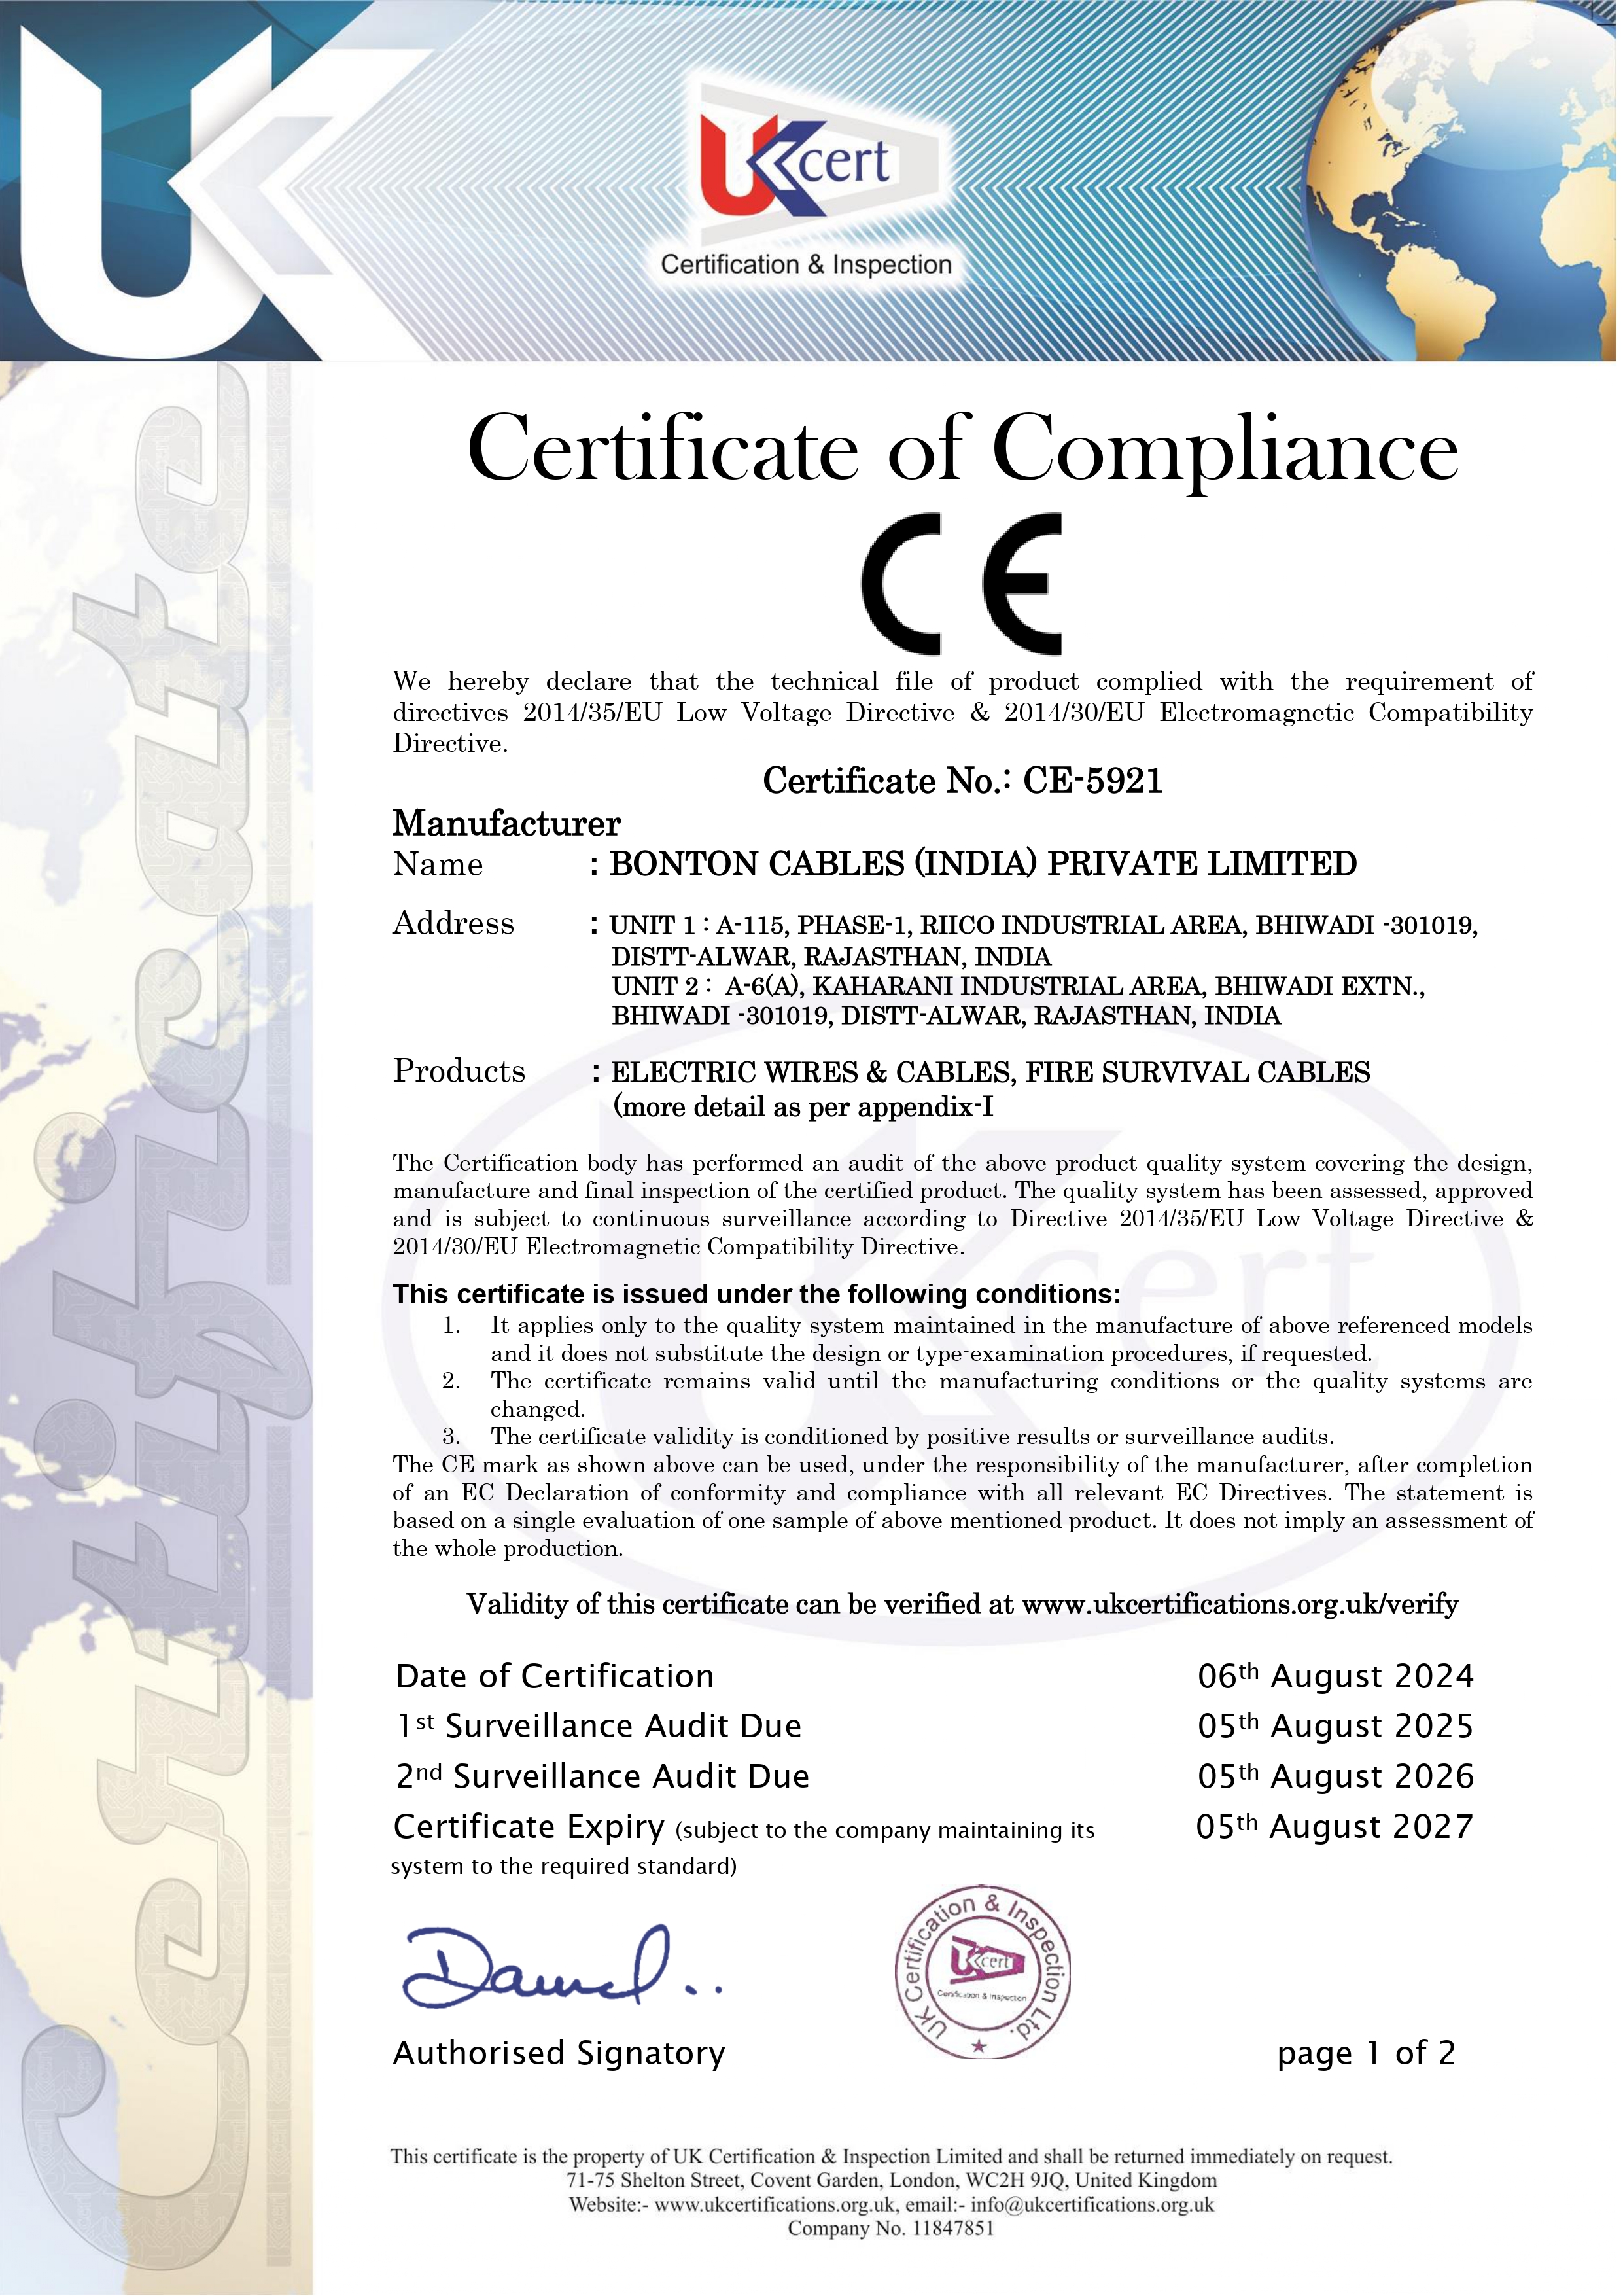 UK
UKcert
Certification & Inspection
Certificate
Certificate of Compliance
CE
We hereby declare that the technical file of product complied with the requirement of
directives 2014/35/EU Low Voltage Directive & 2014/30/EU Electromagnetic Compatibility
Directive.
Certificate No.: CE-5921
Manufacturer
Name : BONTON CABLES (INDIA) PRIVATE LIMITED
Address : UNIT 1 : A-115, PHASE-1, RIICO INDUSTRIAL AREA, BHIWADI -301019,
DISTT-ALWAR, RAJASTHAN, INDIA
UNIT 2 : A-6(A), KAHARANI INDUSTRIAL AREA, BHIWADI EXTN.,
BHIWADI -301019, DISTT-ALWAR, RAJASTHAN, INDIA
Products : ELECTRIC WIRES & CABLES, FIRE SURVIVAL CABLES
(more detail as per appendix-I
The Certification body has performed an audit of the above product quality system covering the design,
manufacture and final inspection of the certified product. The quality system has been assessed, approved
and is subject to continuous surveillance according to Directive 2014/35/EU Low Voltage Directive &
2014/30/EU Electromagnetic Compatibility Directive.
This certificate is issued under the following conditions:
1. It applies only to the quality system maintained in the manufacture of above referenced models
and it does not substitute the design or type-examination procedures, if requested.
2. The certificate remains valid until the manufacturing conditions or the quality systems are
changed.
3. The certificate validity is conditioned by positive results or surveillance audits.
The CE mark as shown above can be used, under the responsibility of the manufacturer, after completion
of an EC Declaration of conformity and compliance with all relevant EC Directives. The statement is
based on a single evaluation of one sample of above mentioned product. It does not imply an assessment of
the whole production.
Validity of this certificate can be verified at www.ukcertifications.org.uk/verify
Date of Certification 06th August 2024
1st Surveillance Audit Due 05th August 2025
2nd Surveillance Audit Due 05th August 2026
Certificate Expiry (subject to the company maintaining its 05th August 2027
system to the required standard)
UK Certification & Inspection Ltd.
UKcert
Certification & Inspection
Authorised Signatory page 1 of 2
This certificate is the property of UK Certification & Inspection Limited and shall be returned immediately on request.
71-75 Shelton Street, Covent Garden, London, WC2H 9JQ, United Kingdom
Website:- www.ukcertifications.org.uk, email:- info@ukcertifications.org.uk
Company No. 11847851